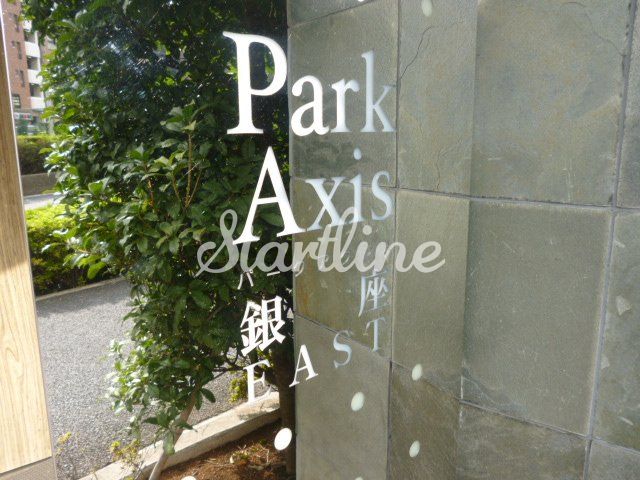 Park
Axis
Startline
銀座
EAST